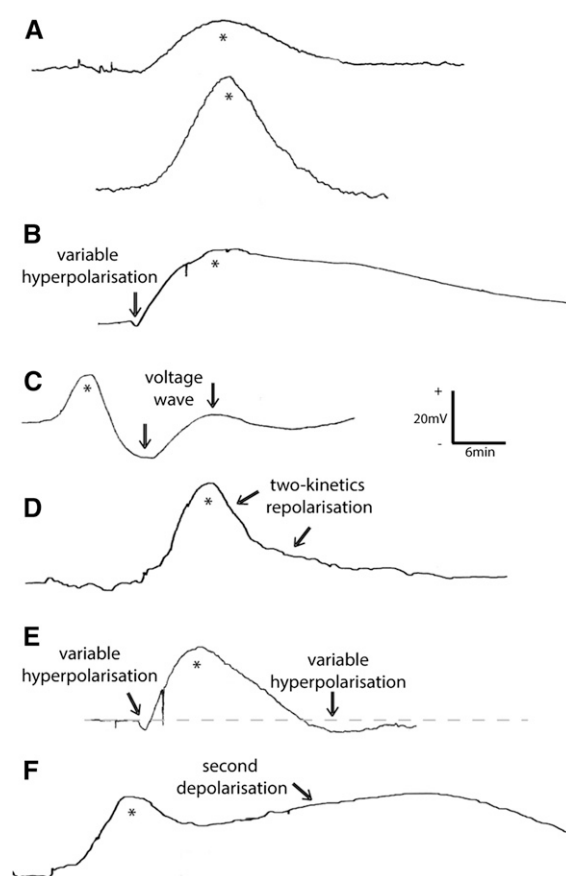 A
*
*
B
variable
hyperpolarisation
*
C
voltage
wave
*
+
20mV
-
6min
D
two-kinetics
repolarisation
*
E
variable
hyperpolarisation
variable
hyperpolarisation
*
F
second
depolarisation
*